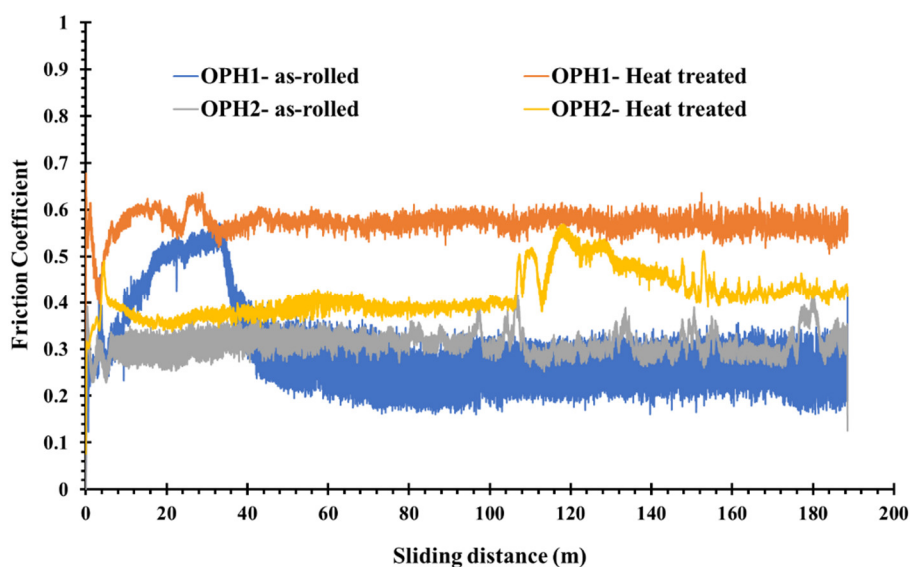 1
0.9
OPH1- as-rolled OPH1- Heat treated
0.8
OPH2- as-rolled OPH2- Heat treated
0.7
0.6
0.5
0.4
0.3
0.2
0.1
0
Friction Coefficient
0 20 40 60 80 100 120 140 160 180 200
Sliding distance (m)